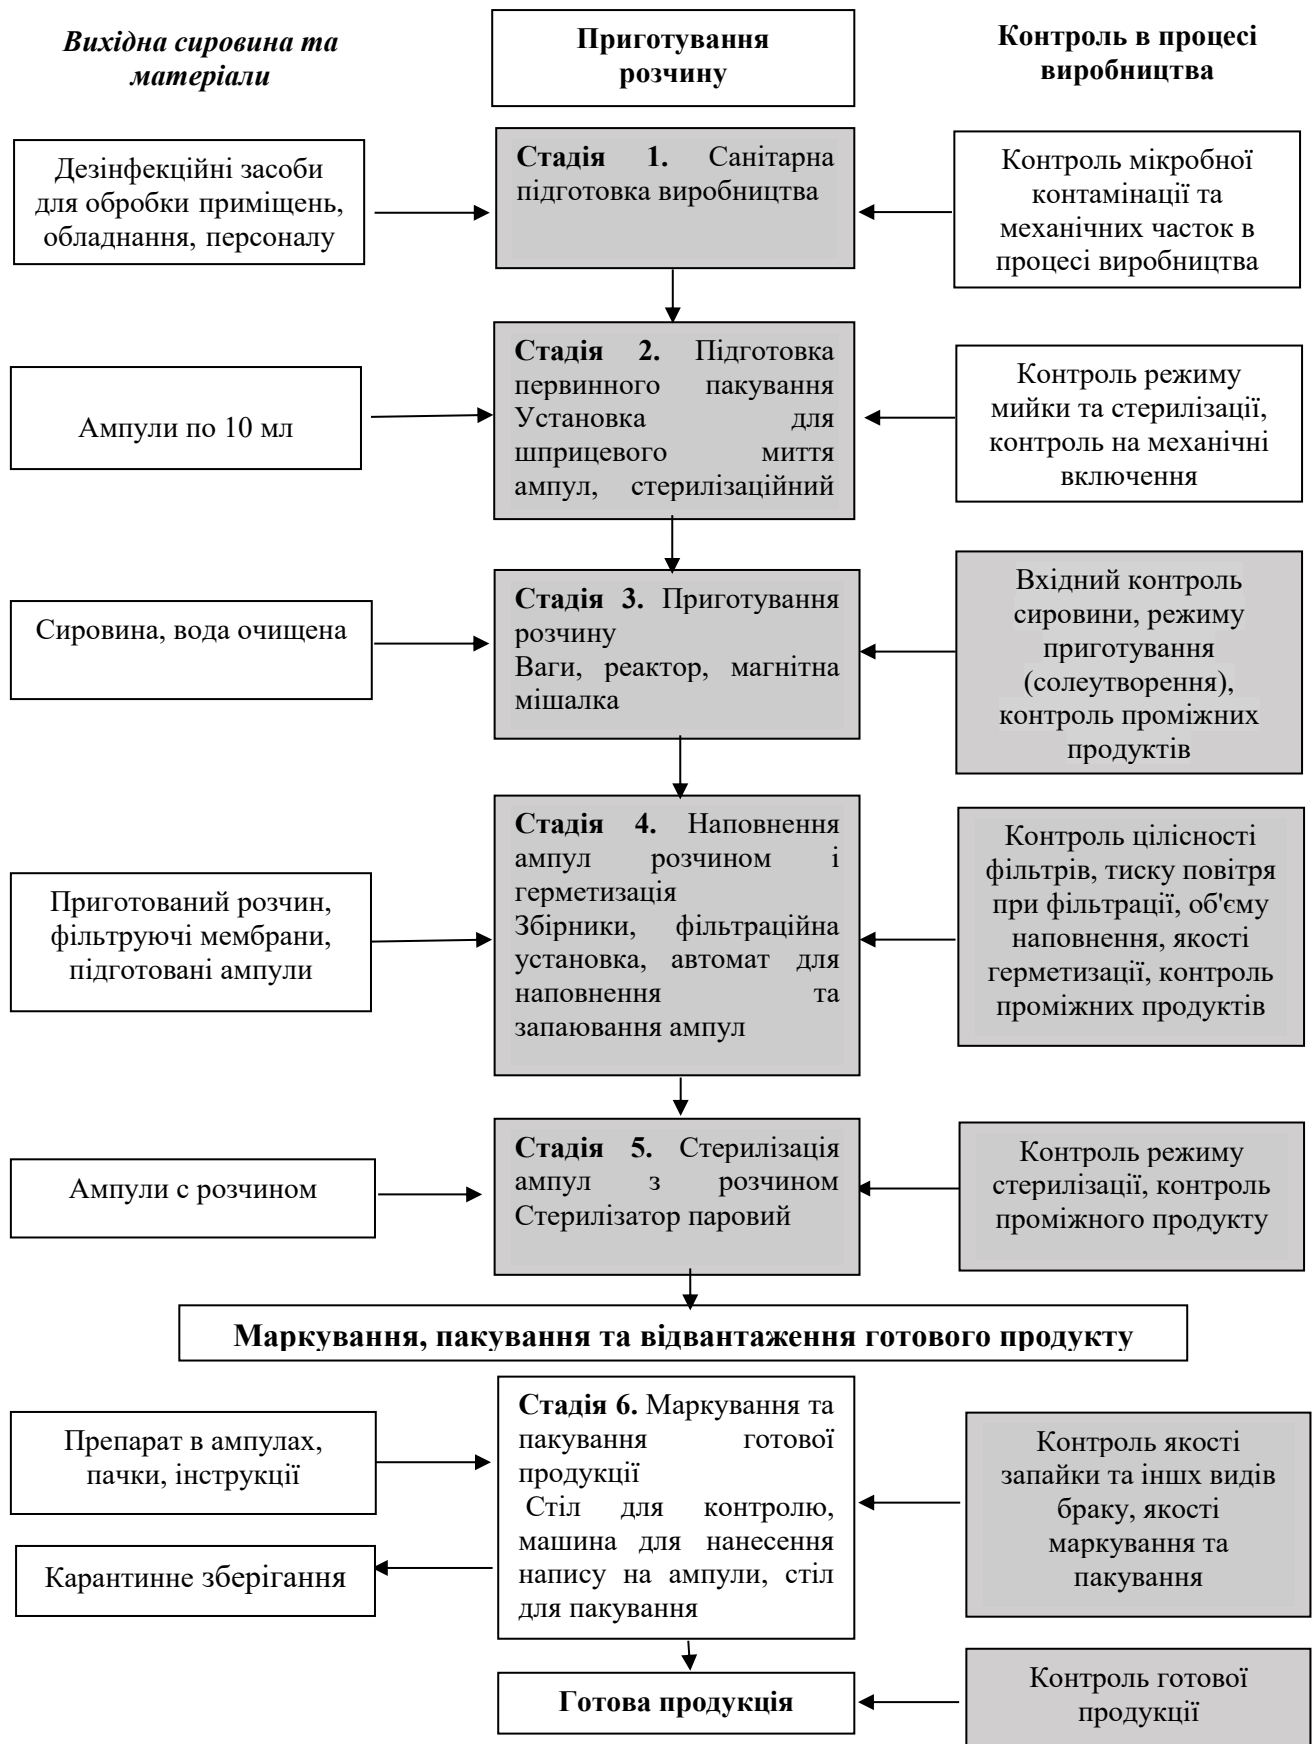 Вихідна сировина та
матеріали
Приготування
розчину
Контроль в процесі
виробництва
Дезінфекційні засоби
для обробки приміщень,
обладнання, персоналу
Стадія 1. Санітарна
підготовка виробництва
Контроль мікробної
контамінації та
механічних часток в
процесі виробництва
Ампули по 10 мл
Стадія 2. Підготовка
первинного пакування
Установка для
шприцевого миття
ампул, стерилізаційний
Контроль режиму
мийки та стерилізації,
контроль на механічні
включення
Сировина, вода очищена
Стадія 3. Приготування
розчину
Ваги, реактор, магнітна
мішалка
Вхідний контроль
сировини, режиму
приготування
(солеутворення),
контроль проміжних
продуктів
Приготований розчин,
фільтруючі мембрани,
підготовані ампули
Стадія 4. Наповнення
ампул розчином і
герметизація
Збірники, фільтраційна
установка, автомат для
наповнення та
запаювання ампул
Контроль цілісності
фільтрів, тиску повітря
при фільтрації, об'єму
наповнення, якості
герметизації, контроль
проміжних продуктів
Ампули с розчином
Стадія 5. Стерилізація
ампул з розчином
Стерилізатор паровий
Контроль режиму
стерилізації, контроль
проміжного продукту
Маркування, пакування та відвантаження готового продукту
Препарат в ампулах,
пачки, інструкції
Карантинне зберігання
Стадія 6. Маркування та
пакування готової
продукції
Стіл для контролю,
машина для нанесення
напису на ампули, стіл
для пакування
Контроль якості
запайки та інших видів
браку, якості
маркування та
пакування
Готова продукція
Контроль готової
продукції